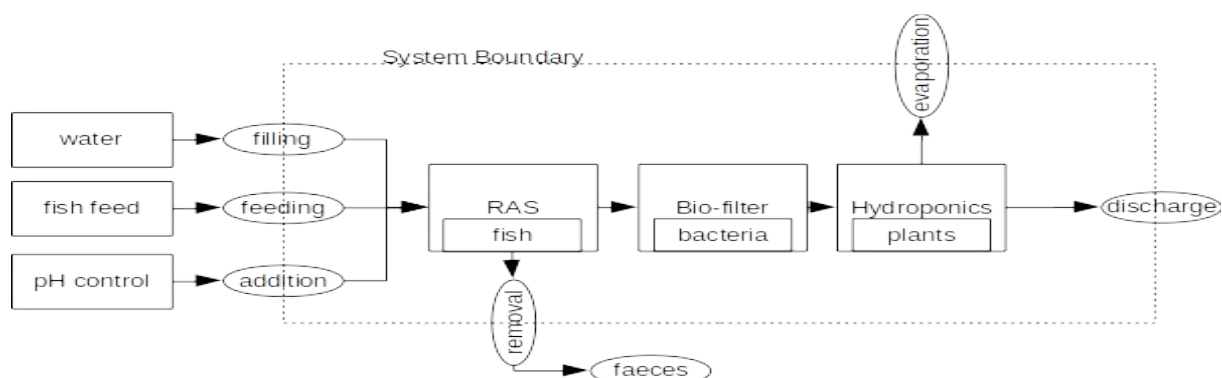 System Boundary
evaporation
water
filling
fish feed
feeding
pH control
addition
RAS
fish
Bio-filter
bacteria
Hydroponics
plants
discharge
removal
faeces